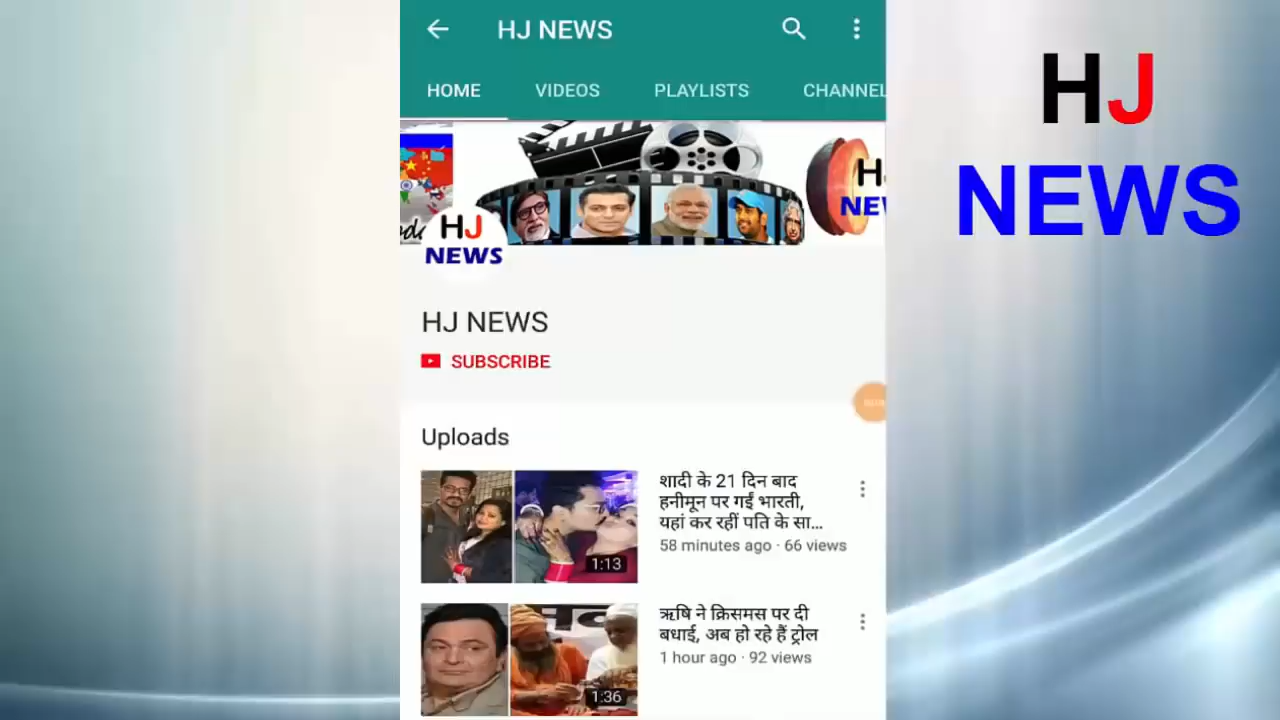 HJ NEWS
HOME VIDEOS PLAYLISTS CHANNEL
HJ
NEWS
HJ
NEWS
HJ NEWS
SUBSCRIBE
Uploads
शादी के 21 दिन बाद
हनीमून पर गईं भारती,
यहां कर रहीं पति के सा...
58 minutes ago · 66 views
1:13
ऋषि ने क्रिसमस पर दी
बधाई, अब हो रहे हैं ट्रोल
1 hour ago · 92 views
1:36